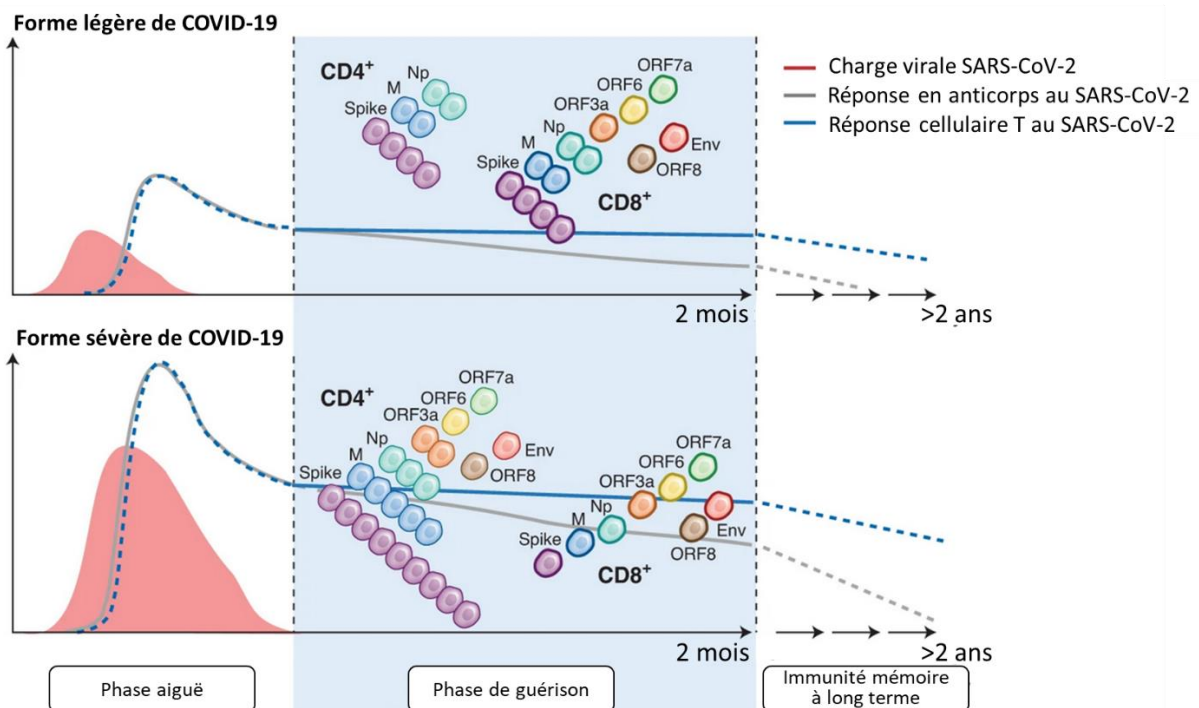 Forme légère de COVID-19
Charge virale SARS-CoV-2
Réponse en anticorps au SARS-CoV-2
Réponse cellulaire T au SARS-CoV-2
CD4+
Np
M
Spike
ORF7a
ORF6
ORF3a
Np
Env
M
ORF8
Spike
CD8+
2 mois
>2 ans
Forme sévère de COVID-19
CD4+
ORF7a
ORF6
ORF3a
Np
Env
M
ORF8
Spike
ORF7a
ORF6
ORF3a
Np
Env
M
ORF8
Spike
CD8+
2 mois
>2 ans
Phase aiguë
Phase de guérison
Immunité mémoire
à long terme